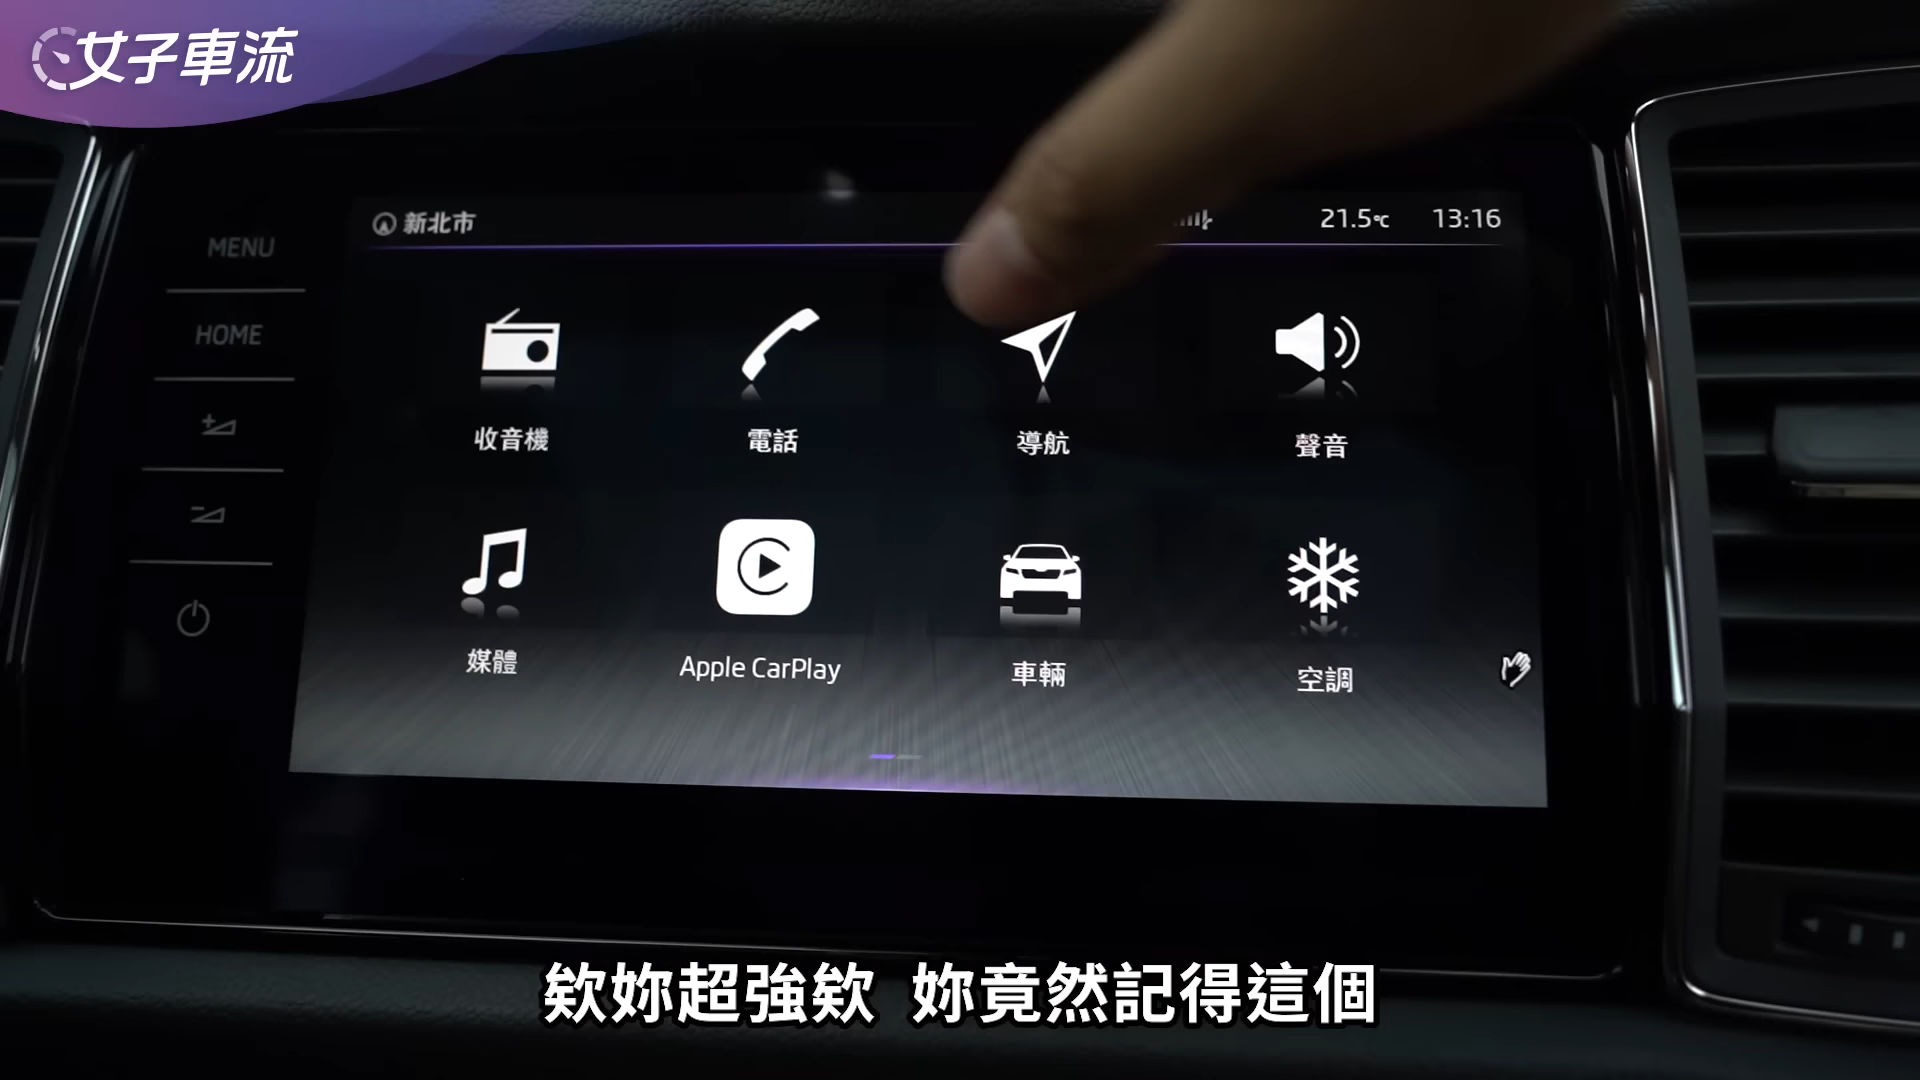 女子車流
新北市
21.5℃ 13:16
MENU
HOME
收音機 電話 導航 聲音
媒體 Apple CarPlay 車輛 空調
欸妳超強欸 妳竟然記得這個